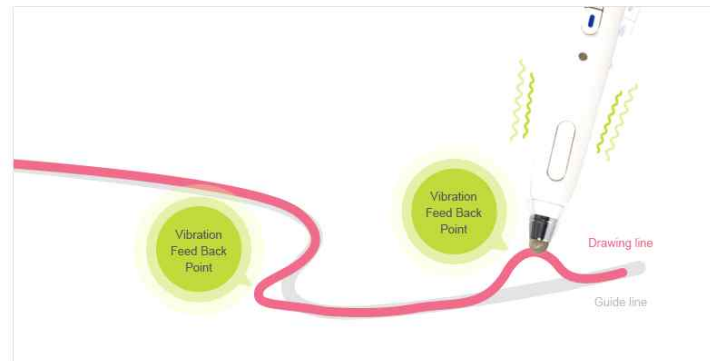 Vibration
Feed Back
Point
Vibration
Feed Back
Point
Drawing line
Guide line